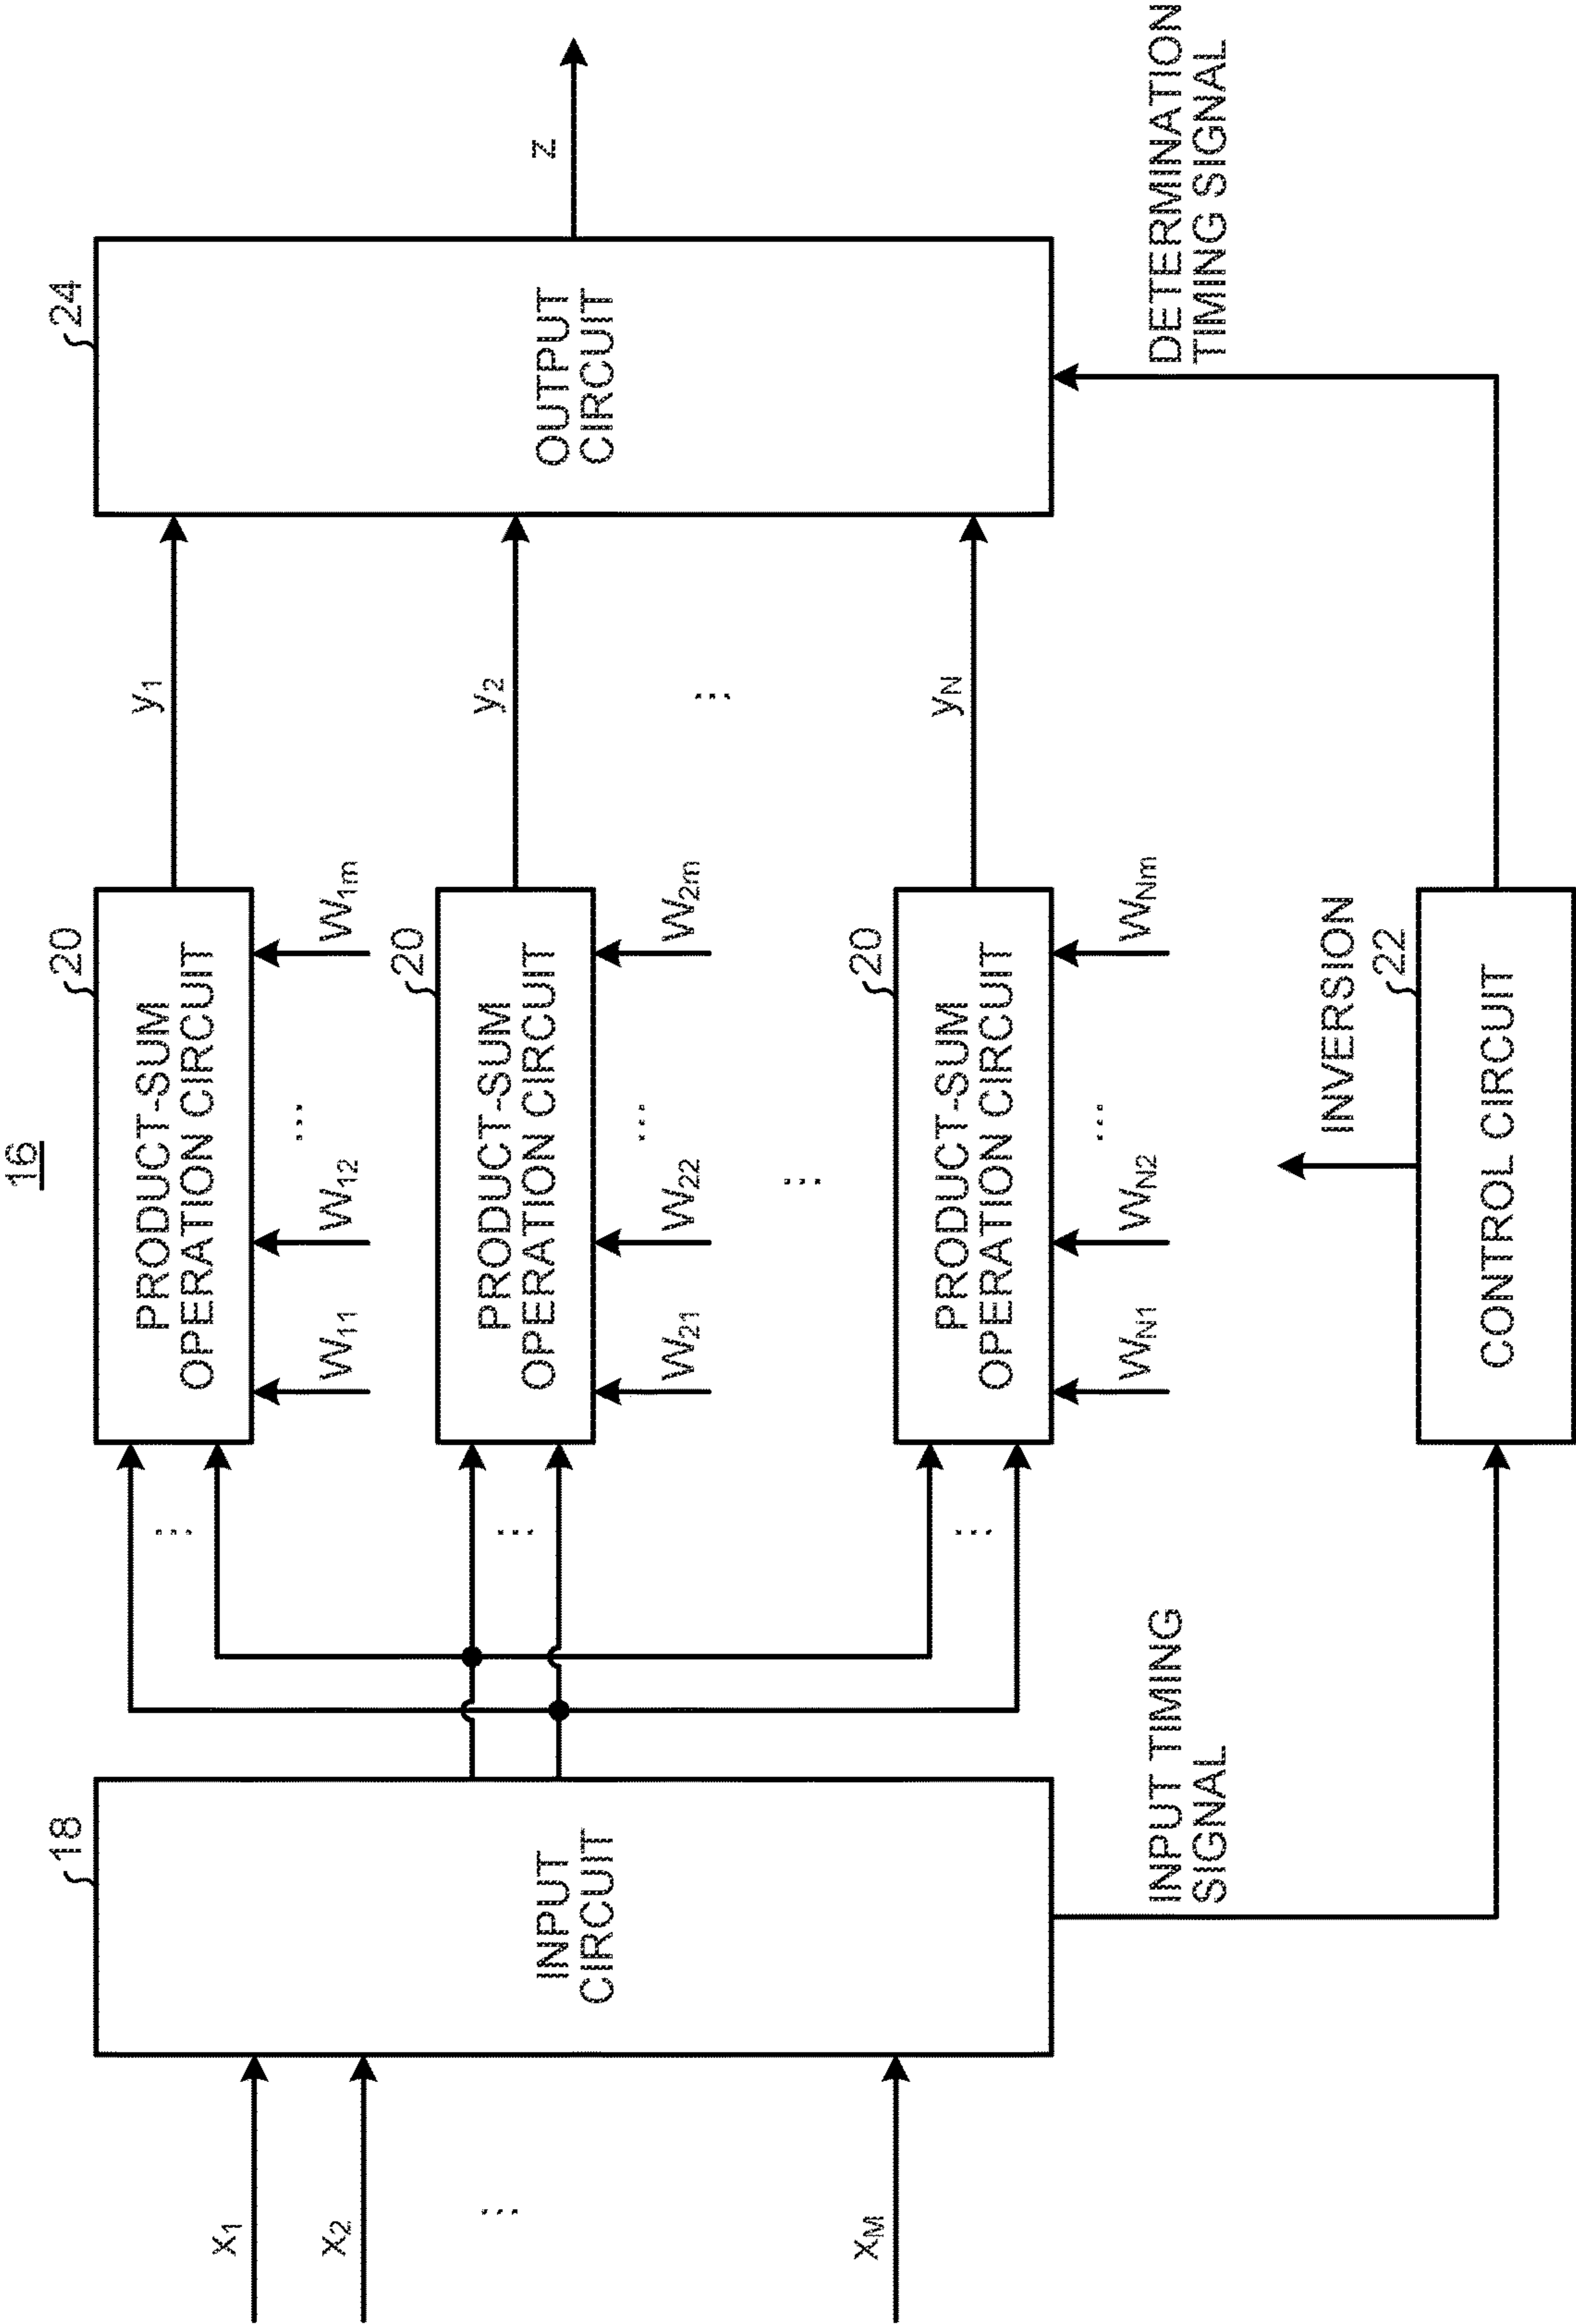 16
18
20
24
x1
x2
...
xM
INPUT
CIRCUIT
...
PRODUCT-SUM
OPERATION CIRCUIT
W11
W12
...
W1m
y1
20
...
PRODUCT-SUM
OPERATION CIRCUIT
W21
W22
...
W2m
y2
...
...
20
...
PRODUCT-SUM
OPERATION CIRCUIT
WN1
WN2
...
WNm
yN
OUTPUT
CIRCUIT
z
INPUT TIMING
SIGNAL
INVERSION
22
CONTROL CIRCUIT
DETERMINATION
TIMING SIGNAL